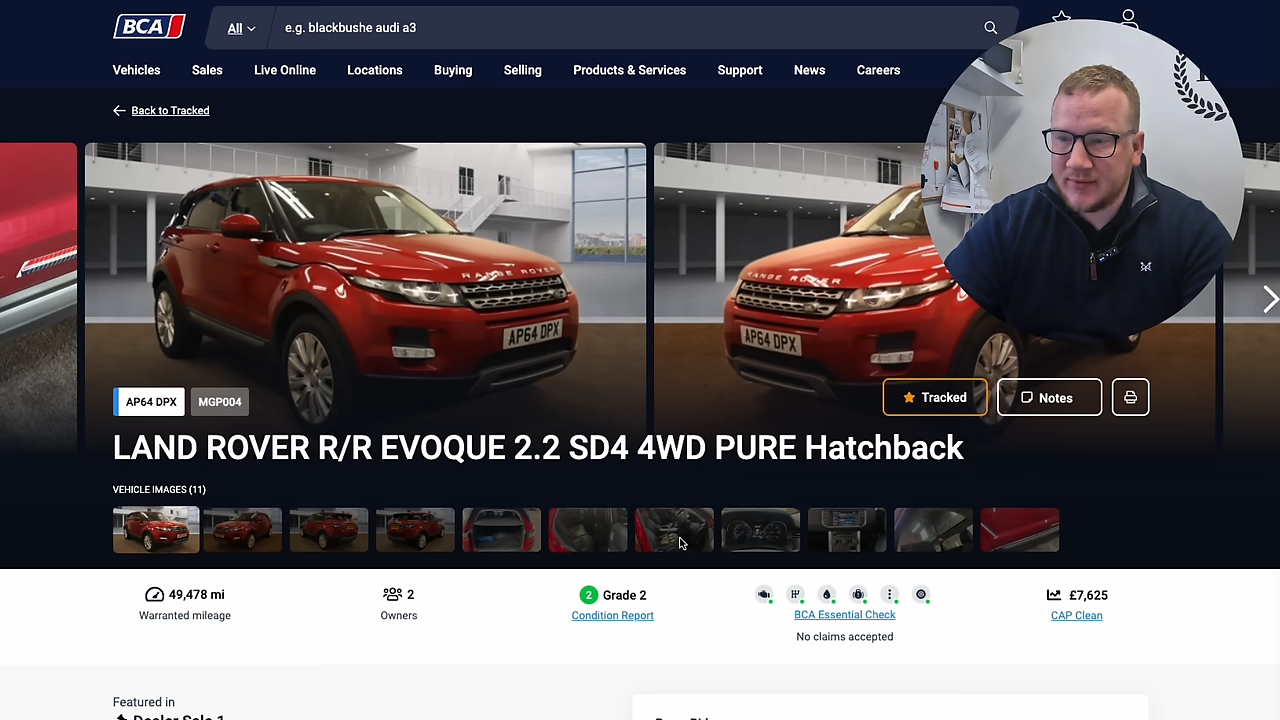 BCA
All
e.g. blackbushe audi a3
Vehicles
Sales
Live Online
Locations
Buying
Selling
Products & Services
Support
News
Careers
Back to Tracked
RANGE ROVER
AP64 DPX
RANGE ROVER
AP64 DPX
AP64 DPX
MGP004
Tracked
Notes
LAND ROVER R/R EVOQUE 2.2 SD4 4WD PURE Hatchback
VEHICLE IMAGES (11)
49,478 mi
Warranted mileage
2
Owners
2 Grade 2
Condition Report
BCA Essential Check
No claims accepted
£7,625
CAP Clean
Featured in
Dealer Sale 1